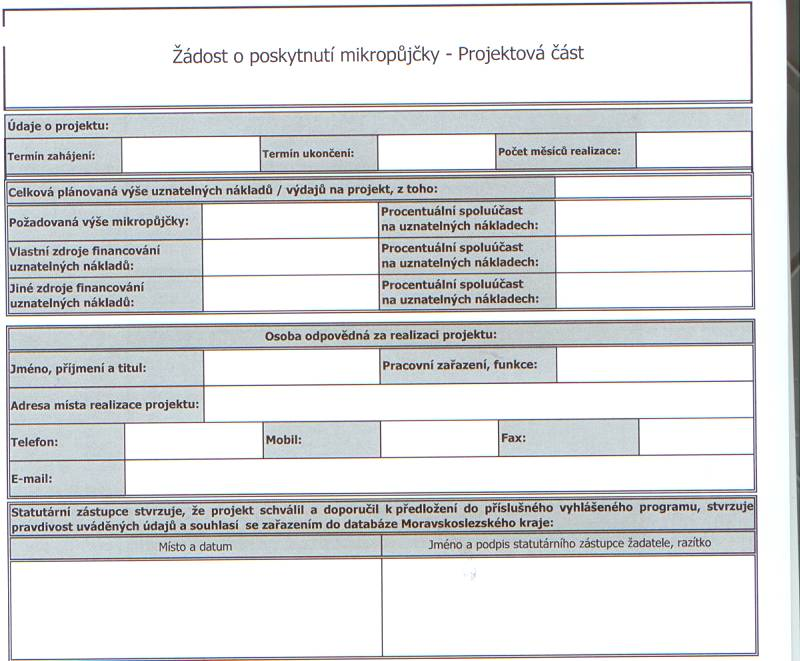 Žádost o poskytnutí mikropůjčky - Projektová část
Údaje o projektu:
Termín zahájení:
Termín ukončení:
Počet měsíců realizace:
Celková plánovaná výše uznatelných nákladů / výdajů na projekt, z toho:
Požadovaná výše mikropůjčky:
Procentuální spoluúčast
na uznatelných nákladech:
Vlastní zdroje financování
uznatelných nákladů:
Procentuální spoluúčast
na uznatelných nákladech:
Jiné zdroje financování
uznatelných nákladů:
Procentuální spoluúčast
na uznatelných nákladech:
Osoba odpovědná za realizaci projektu:
Jméno, příjmení a titul:
Pracovní zařazení, funkce:
Adresa místa realizace projektu:
Telefon:
Mobil:
Fax:
E-mail:
Statutární zástupce stvrzuje, že projekt schválil a doporučil k předložení do příslušného vyhlášeného programu, stvrzuje
pravdivost uváděných údajů a souhlasí se zařazením do databáze Moravskoslezského kraje:
Místo a datum
Jméno a podpis statutárního zástupce žadatele, razítko